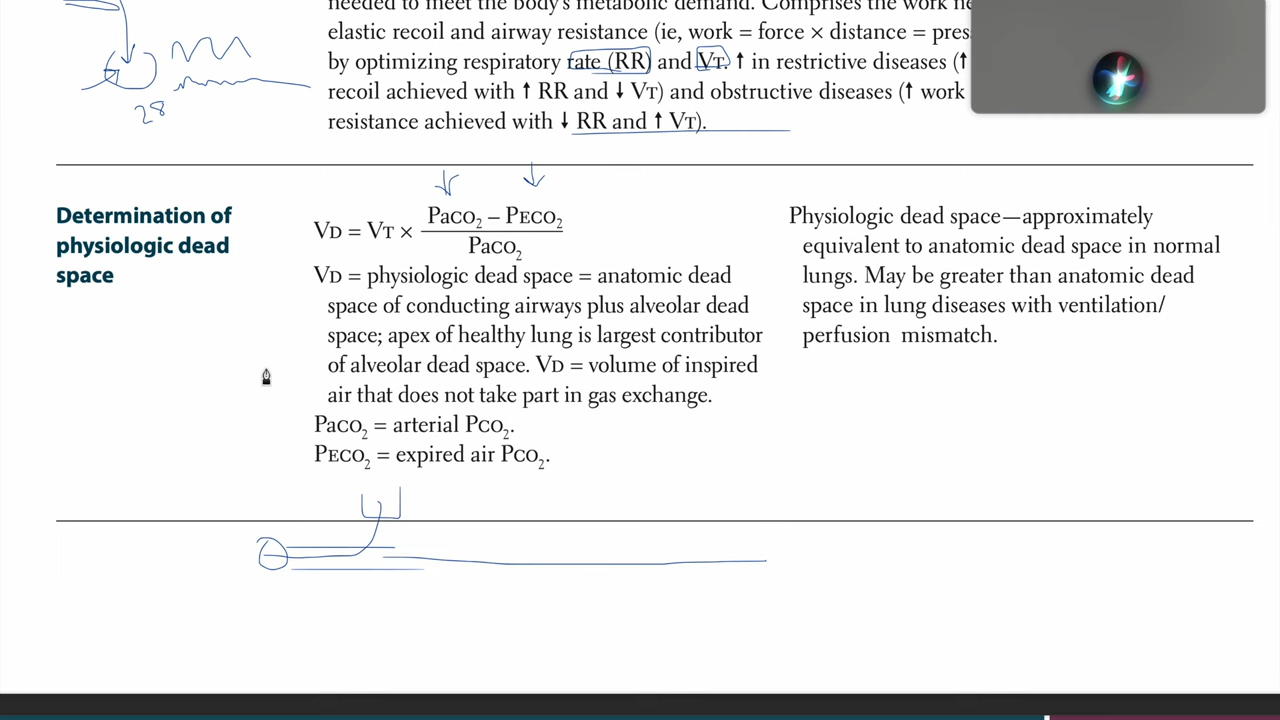 needed to meet the body's metabolic demand. Comprises the work
elastic recoil and airway resistance (ie, work = force × distance =
by optimizing respiratory rate (RR) and VT. ↑ in restrictive diseases (↑
recoil achieved with ↑ RR and ↓ VT) and obstructive diseases (↑ work
28
resistance achieved with ↓ RR and ↑ VT).
Determination of
physiologic dead
space
VD = VT × PaCO2 – PECO2
PaCO2
VD = physiologic dead space = anatomic dead
space of conducting airways plus alveolar dead
space; apex of healthy lung is largest contributor
of alveolar dead space. VD = volume of inspired
air that does not take part in gas exchange.
PaCO2 = arterial PCO2.
PECO2 = expired air PCO2.
Physiologic dead space—approximately
equivalent to anatomic dead space in normal
lungs. May be greater than anatomic dead
space in lung diseases with ventilation/
perfusion mismatch.